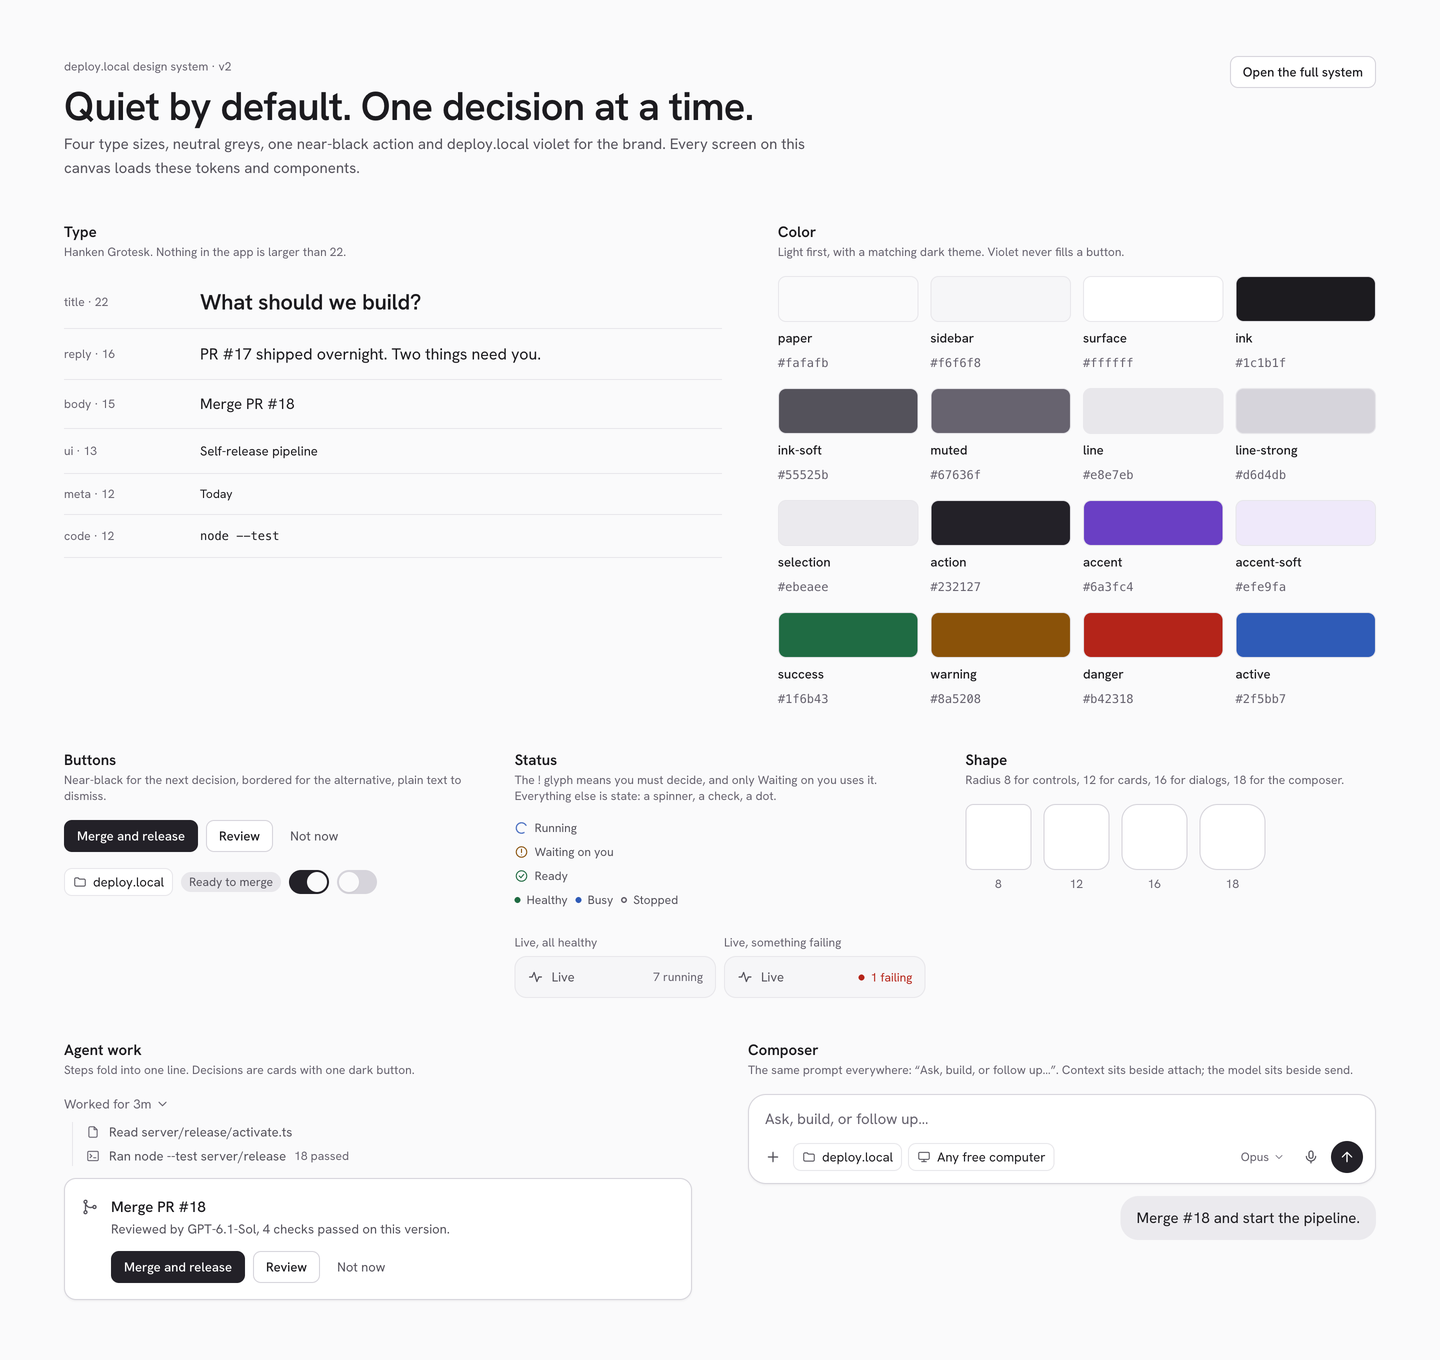 deploy.local design system · v2
Open the full system
Quiet by default. One decision at a time.
Four type sizes, neutral greys, one near-black action and deploy.local violet for the brand. Every screen on this
canvas loads these tokens and components.
Type
Hanken Grotesk. Nothing in the app is larger than 22.
title · 22
What should we build?
reply · 16
PR #17 shipped overnight. Two things need you.
body · 15
Merge PR #18
ui · 13
Self-release pipeline
meta · 12
Today
code · 12
node --test
Color
Light first, with a matching dark theme. Violet never fills a button.
paper
sidebar
surface
ink
#fafafb
#f6f6f8
#ffffff
#1c1b1f
ink-soft
muted
line
line-strong
#55525b
#67636f
#e8e7eb
#d6d4db
selection
action
accent
accent-soft
#ebeaee
#232127
#6a3fc4
#efe9fa
success
warning
danger
active
#1f6b43
#8a5208
#b42318
#2f5bb7
Buttons
Near-black for the next decision, bordered for the alternative, plain text to
dismiss.
Merge and release
Review
Not now
deploy.local
Ready to merge
Status
The ! glyph means you must decide, and only Waiting on you uses it.
Everything else is state: a spinner, a check, a dot.
Running
Waiting on you
Ready
Healthy
Busy
Stopped
Live, all healthy
Live, something failing
Live
7 running
Live
1 failing
Shape
Radius 8 for controls, 12 for cards, 16 for dialogs, 18 for the composer.
8
12
16
18
Agent work
Steps fold into one line. Decisions are cards with one dark button.
Worked for 3m
Read server/release/activate.ts
Ran node --test server/release 18 passed
Merge PR #18
Reviewed by GPT-6.1-Sol, 4 checks passed on this version.
Merge and release
Review
Not now
Composer
The same prompt everywhere: “Ask, build, or follow up…”. Context sits beside attach; the model sits beside send.
Ask, build, or follow up…
deploy.local
Any free computer
Opus
Merge #18 and start the pipeline.